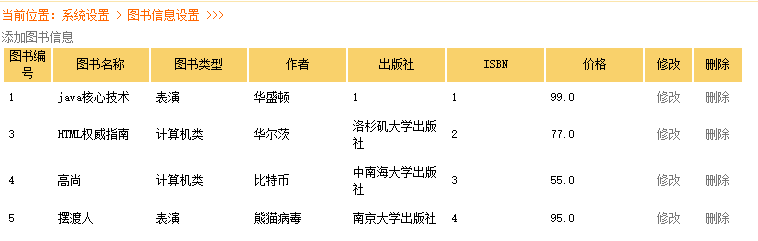 当前位置：系统设置 > 图书信息设置 >>>
添加图书信息
图书编号 图书名称 图书类型 作者 出版社 ISBN 价格 修改 删除
1 java核心技术 表演 华盛顿 1 1 99.0 修改 删除
3 HTML权威指南 计算机类 华尔茨 洛杉矶大学出版社 2 77.0 修改 删除
4 高尚 计算机类 比特币 中南海大学出版社 3 55.0 修改 删除
5 摆渡人 表演 熊猫病毒 南京大学出版社 4 95.0 修改 删除